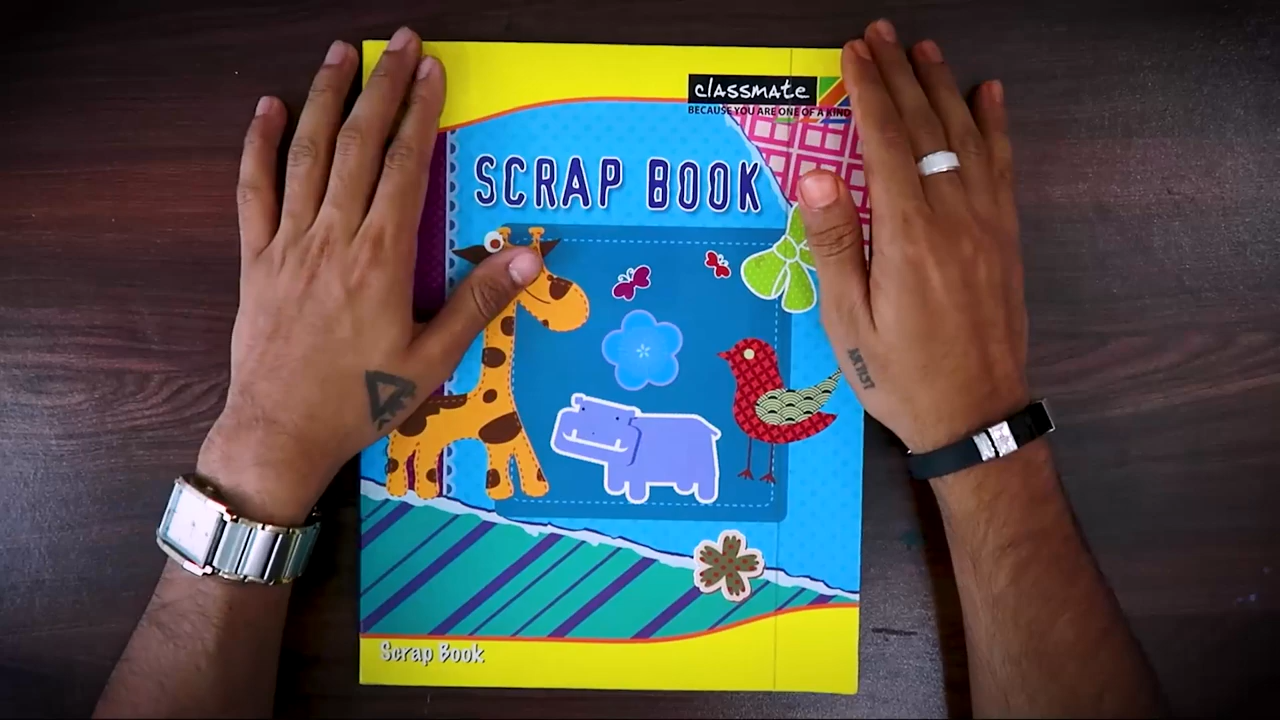 classmate
BECAUSE YOU ARE ONE OF A KIND
SCRAP BOOK
ARTIST
Scrap Book